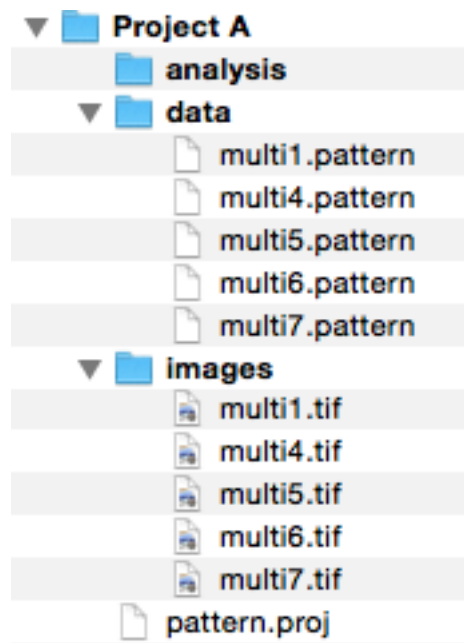 Project A
analysis
data
multi1.pattern
multi4.pattern
multi5.pattern
multi6.pattern
multi7.pattern
images
multi1.tif
multi4.tif
multi5.tif
multi6.tif
multi7.tif
pattern.proj